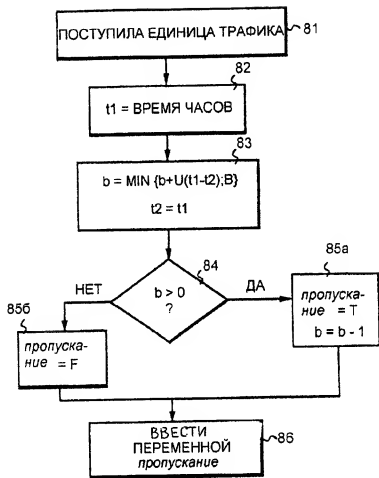 81
ПОСТУПИЛА ЕДИНИЦА ТРАФИКА
82
t1 = ВРЕМЯ ЧАСОВ
83
b = MIN {b+U(t1-t2);B}
t2 = t1
84
b > 0
?
НЕТ
ДА
85б
пропуска-
ние = F
85а
пропуска-
ние = T
b = b - 1
ВВЕСТИ
ПЕРЕМЕННОЙ
пропускание
86